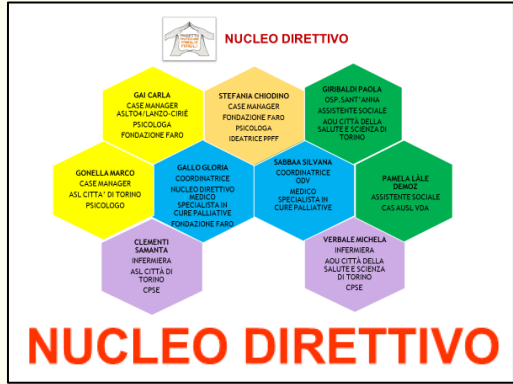 NUCLEO DIRETTIVO
GAI CARLA
CASE MANAGER
ASLTO4/LANZO-CIRIÈ
PSICOLOGA
FONDAZIONE FARO
STEFANIA CHIODINO
CASE MANAGER
FONDAZIONE FARO
PSICOLOGA
IDEATRICE PPFF
GIRIBALDI PAOLA
OSP.SANT'ANNA
ASSISTENTE SOCIALE
AOU CITTÀ DELLA
SALUTE E SCIENZA DI
TORINO
GONELLA MARCO
CASE MANAGER
ASL CITTA' DI TORINO
PSICOLOGO
GALLO GLORIA
COORDINATRICE
NUCLEO DIRETTIVO
MEDICO
SPECIALISTA IN
CURE PALLIATIVE
FONDAZIONE FARO
SABBAA SILVANA
COORDINATRICE
ODV
MEDICO
SPECIALISTA IN
CURE PALLIATIVE
PAMELA LÀLE
DEMOZ
ASSISTENTE SOCIALE
CAS AUSL VDA
CLEMENTI
SAMANTA
INFERMIERA
ASL CITTÀ DI
TORINO
CPSE
VERBALE MICHELA
INFERMIERA
AOU CITTÀ DELLA
SALUTE E SCIENZA
DI TORINO
CPSE
NUCLEO DIRETTIVO